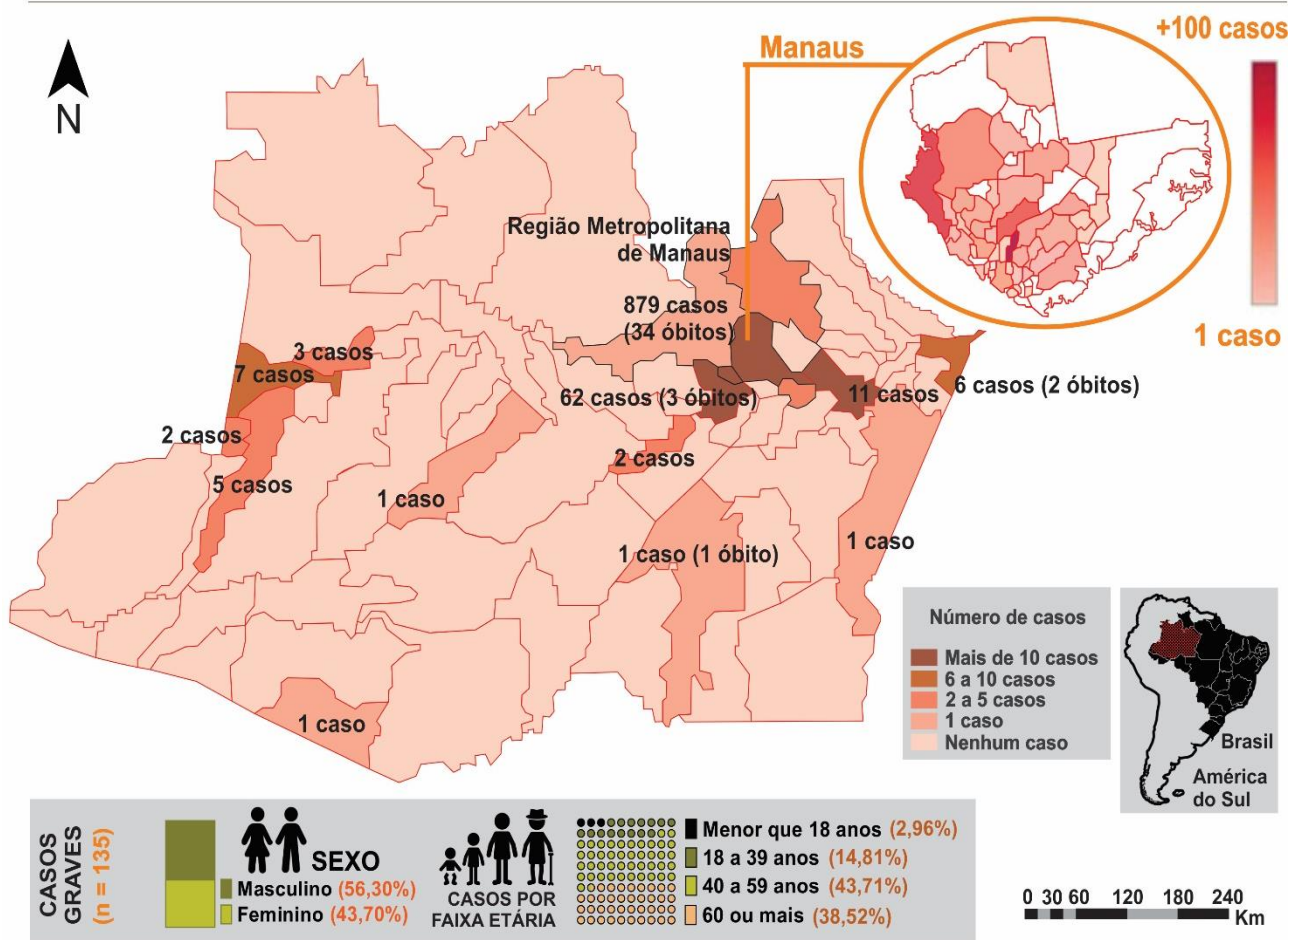 +100 casos
Manaus
N
Região Metropolitana
de Manaus
879 casos
(34 óbitos)
1 caso
3 casos
7 casos
6 casos (2 óbitos)
62 casos (3 óbitos)
11 casos
2 casos
2 casos
5 casos
1 caso
1 caso (1 óbito)
1 caso
1 caso
Número de casos
Mais de 10 casos
6 a 10 casos
2 a 5 casos
1 caso
Nenhum caso
Brasil
América
do Sul
CASOS
GRAVES
(n = 135)
SEXO
Masculino (56,30%)
Feminino (43,70%)
CASOS POR
FAIXA ETÁRIA
Menor que 18 anos (2,96%)
18 a 39 anos (14,81%)
40 a 59 anos (43,71%)
60 ou mais (38,52%)
0 30 60 120 180 240
Km